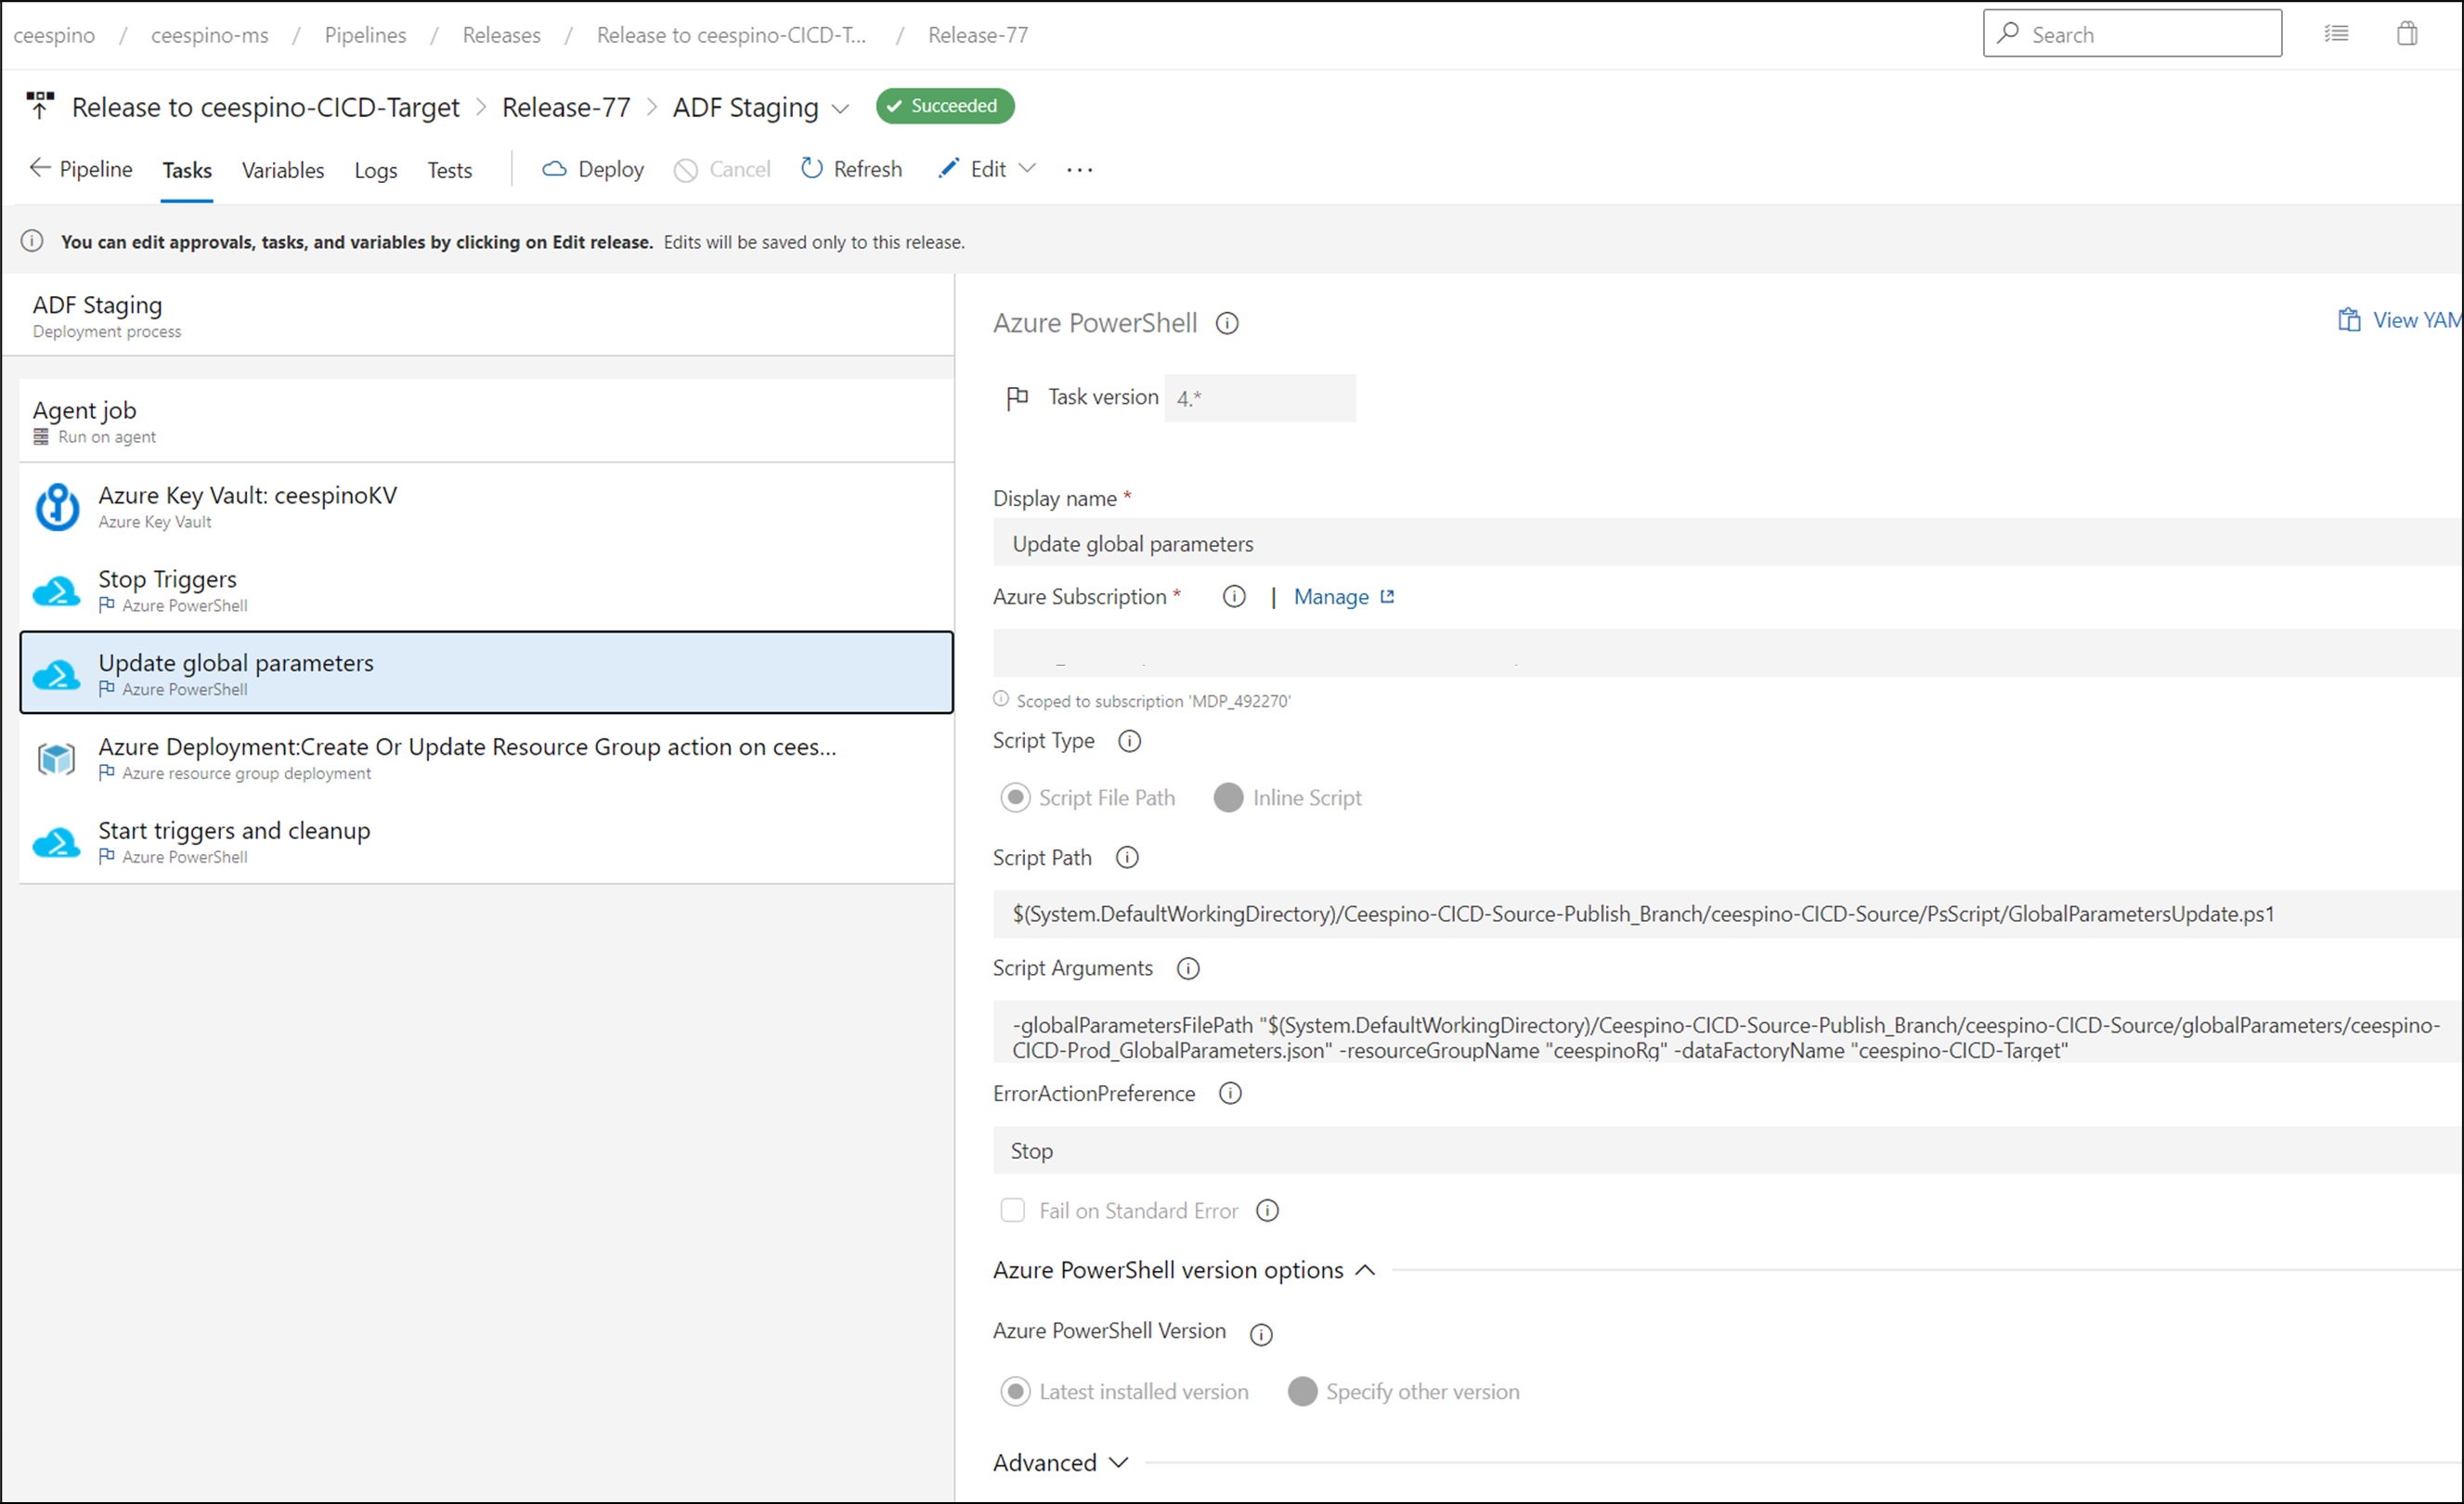 ceespino / ceespino-ms / Pipelines / Releases / Release to ceespino-CICD-T... / Release-77
Search
Release to ceespino-CICD-Target > Release-77 > ADF Staging
Succeeded
Pipeline Tasks Variables Logs Tests Deploy Cancel Refresh Edit ...
You can edit approvals, tasks, and variables by clicking on Edit release. Edits will be saved only to this release.
ADF Staging
Deployment process
Agent job
Run on agent
Azure Key Vault: ceespinoKV
Azure Key Vault
Stop Triggers
Azure PowerShell
Update global parameters
Azure PowerShell
Azure Deployment:Create Or Update Resource Group action on cees...
Azure resource group deployment
Start triggers and cleanup
Azure PowerShell
Azure PowerShell
View YAM
Task version 4.*
Display name *
Update global parameters
Azure Subscription * | Manage
Scoped to subscription 'MDP_492270'
Script Type
Script File Path Inline Script
Script Path
$(System.DefaultWorkingDirectory)/Ceespino-CICD-Source-Publish_Branch/ceespino-CICD-Source/PsScript/GlobalParametersUpdate.ps1
Script Arguments
-globalParametersFilePath "$(System.DefaultWorkingDirectory)/Ceespino-CICD-Source-Publish_Branch/ceespino-CICD-Source/globalParameters/ceespino-
CICD-Prod_GlobalParameters.json" -resourceGroupName "ceespinoRg" -dataFactoryName "ceespino-CICD-Target"
ErrorActionPreference
Stop
Fail on Standard Error
Azure PowerShell version options
Azure PowerShell Version
Latest installed version Specify other version
Advanced